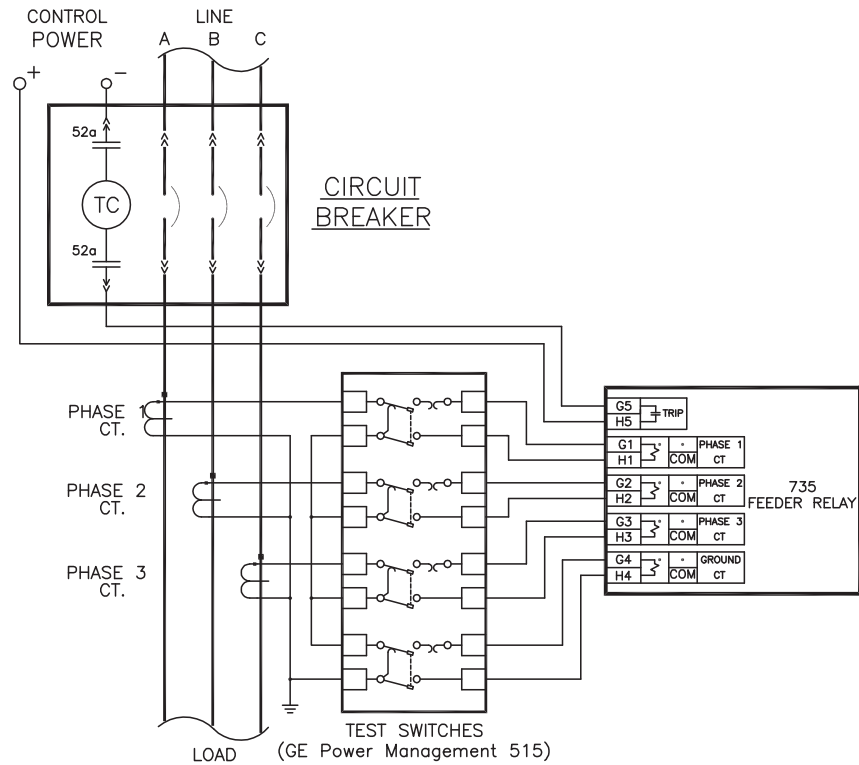 CONTROL
POWER
LINE
A B C
+
−
52a
TC
52a
CIRCUIT
BREAKER
PHASE 1
CT.
PHASE 2
CT.
PHASE 3
CT.
G5
H5
TRIP
G1
H1
COM
PHASE 1
CT
G2
H2
COM
PHASE 2
CT
G3
H3
COM
PHASE 3
CT
G4
H4
COM
GROUND
CT
735
FEEDER RELAY
TEST SWITCHES
(GE Power Management 515)
LOAD